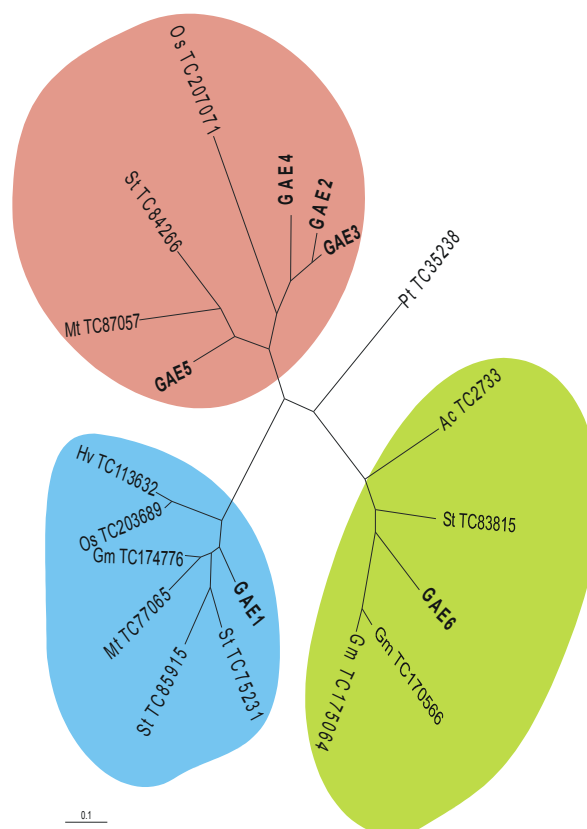 Os TC207071
GAE4
GAE2
GAE3
St TC84266
Mt TC87057
GAE5
Pt TC35238
Ac TC2733
St TC83815
GAE6
Gm TC170566
Gm TC175064
Hv TC113632
Os TC203689
Gm TC174776
Mt TC77065
GAE1
St TC75231
St TC85915
0.1